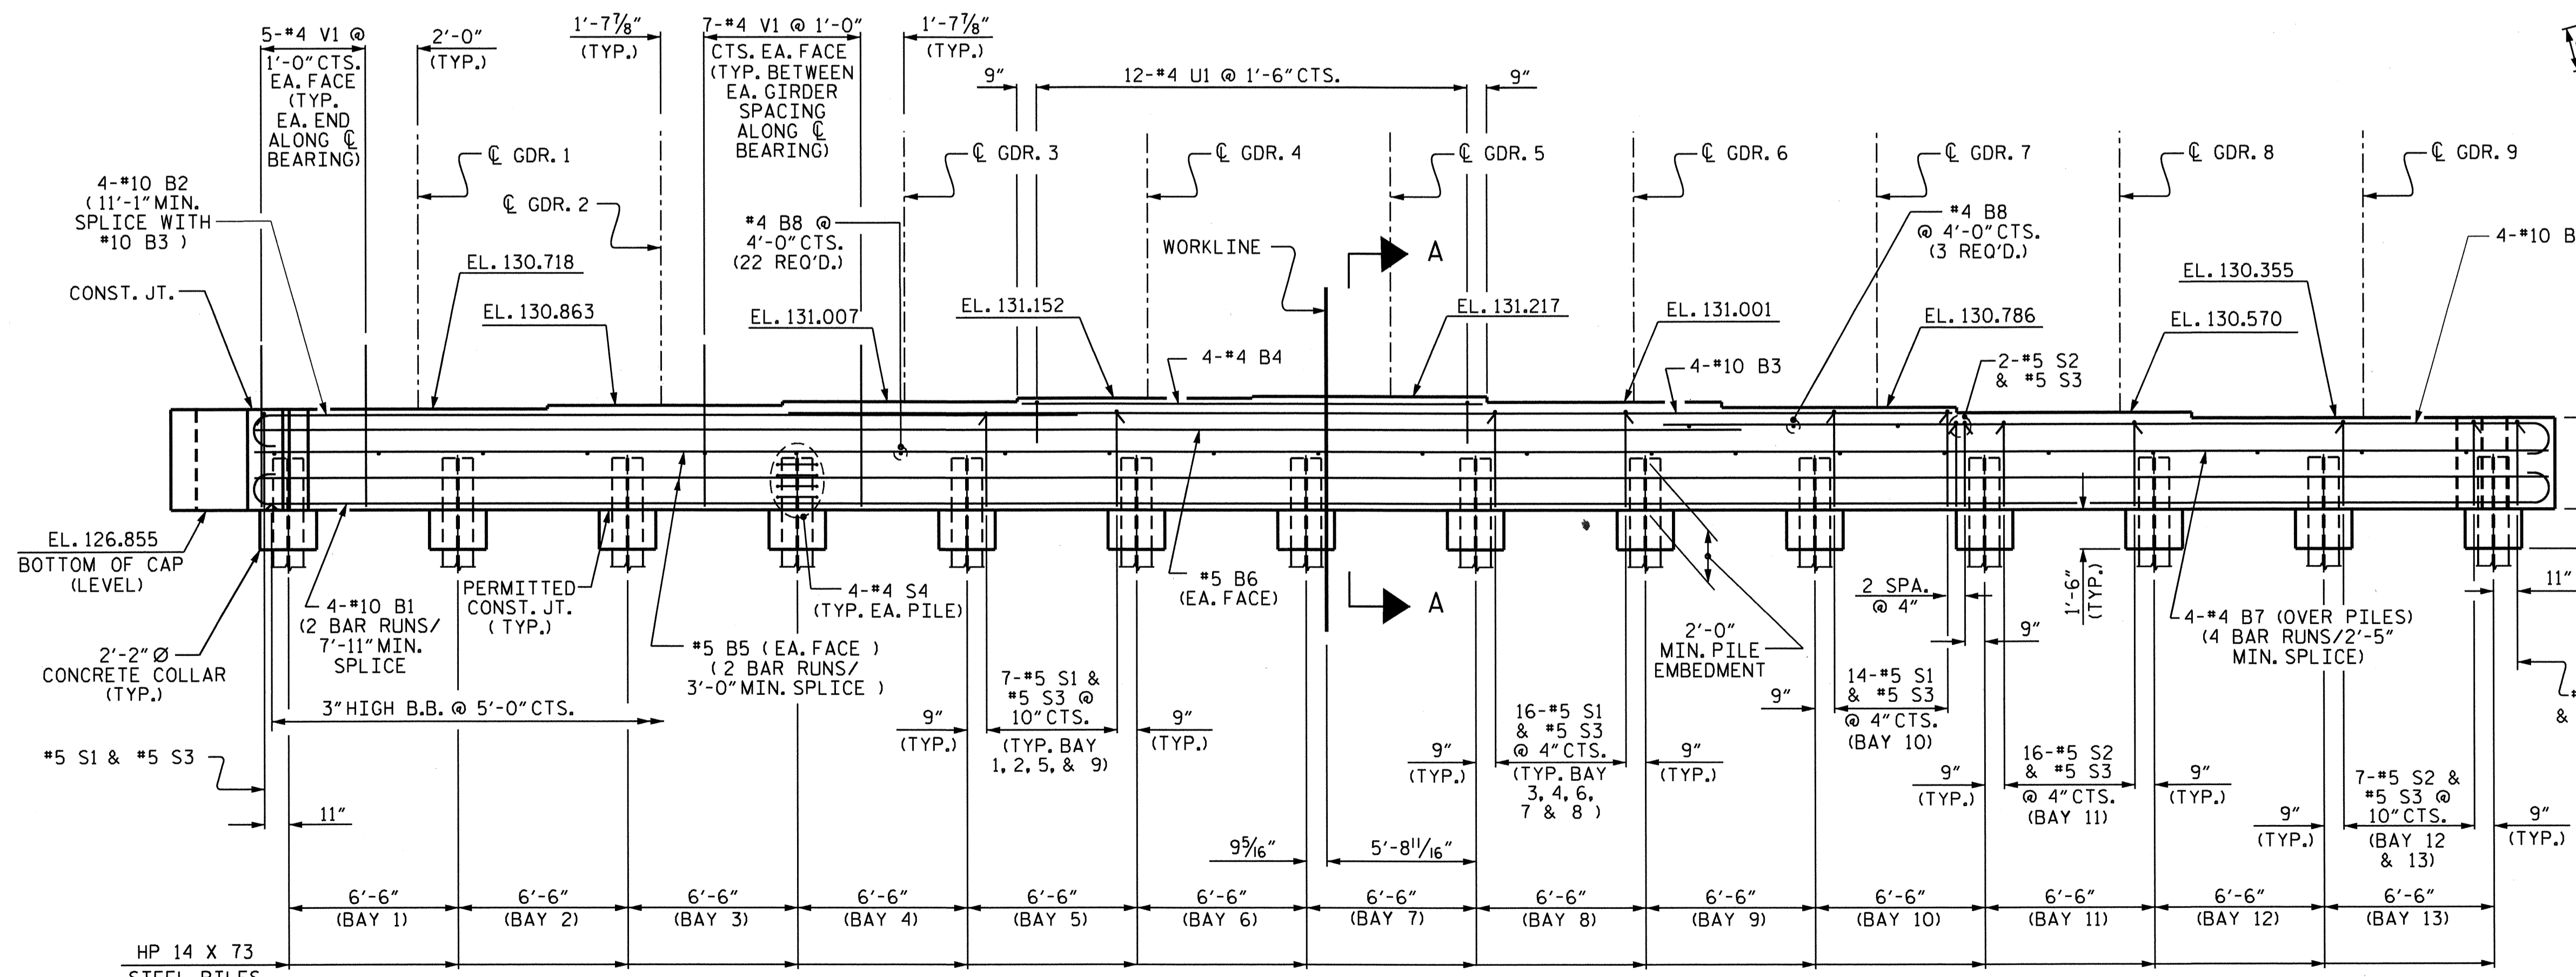 5-#4 V1 @
1'-0" CTS.
EA. FACE
(TYP.
EA. END
ALONG ℄
BEARING)
2'-0"
(TYP.)
1'-7 7/8"
(TYP.)
7-#4 V1 @ 1'-0"
CTS. EA. FACE
(TYP. BETWEEN
EA. GIRDER
SPACING
ALONG ℄
BEARING)
1'-7 7/8"
(TYP.)
9"
12-#4 U1 @ 1'-6" CTS.
9"
℄ GDR. 1
℄ GDR. 2
℄ GDR. 3
℄ GDR. 4
℄ GDR. 5
℄ GDR. 6
℄ GDR. 7
℄ GDR. 8
℄ GDR. 9
4-#10 B2
(11'-1" MIN.
SPLICE WITH
#10 B3 )
#4 B8 @
4'-0" CTS.
(22 REQ'D.)
WORKLINE
A
#4 B8
@ 4'-0" CTS.
(3 REQ'D.)
4-#10 B
CONST. JT.
EL. 130.718
EL. 130.863
EL. 131.007
EL. 131.152
EL. 131.217
EL. 131.001
EL. 130.786
EL. 130.570
EL. 130.355
4-#4 B4
4-#10 B3
2-#5 S2
& #5 S3
EL. 126.855
BOTTOM OF CAP
(LEVEL)
2'-2" Ø
CONCRETE COLLAR
(TYP.)
4-#10 B1
(2 BAR RUNS/
7'-11" MIN.
SPLICE
PERMITTED
CONST. JT.
(TYP.)
4-#4 S4
(TYP. EA. PILE)
#5 B5 (EA. FACE )
(2 BAR RUNS/
3'-0" MIN. SPLICE )
#5 B6
(EA. FACE)
A
2'-0"
MIN. PILE
EMBEDMENT
2 SPA.
@ 4"
9"
1'-6"
(TYP.)
4-#4 B7 (OVER PILES)
(4 BAR RUNS/2'-5"
MIN. SPLICE)
11"
#
&
3" HIGH B.B. @ 5'-0" CTS.
#5 S1 & #5 S3
11"
9"
(TYP.)
7-#5 S1 &
#5 S3 @
10" CTS.
(TYP. BAY
1, 2, 5, & 9)
9"
(TYP.)
9"
(TYP.)
16-#5 S1
& #5 S3
@ 4" CTS.
(TYP. BAY
3, 4, 6,
7 & 8 )
9"
(TYP.)
9"
14-#5 S1
& #5 S3
@ 4" CTS.
(BAY 10)
9"
(TYP.)
16-#5 S2
& #5 S3
@ 4" CTS.
(BAY 11)
9"
(TYP.)
9"
(TYP.)
7-#5 S2 &
#5 S3 @
10" CTS.
(BAY 12
& 13)
9"
(TYP.)
9 5/16"
5'-8 11/16"
6'-6"
(BAY 1)
6'-6"
(BAY 2)
6'-6"
(BAY 3)
6'-6"
(BAY 4)
6'-6"
(BAY 5)
6'-6"
(BAY 6)
6'-6"
(BAY 7)
6'-6"
(BAY 8)
6'-6"
(BAY 9)
6'-6"
(BAY 10)
6'-6"
(BAY 11)
6'-6"
(BAY 12)
6'-6"
(BAY 13)
HP 14 X 73
STEEL PILES